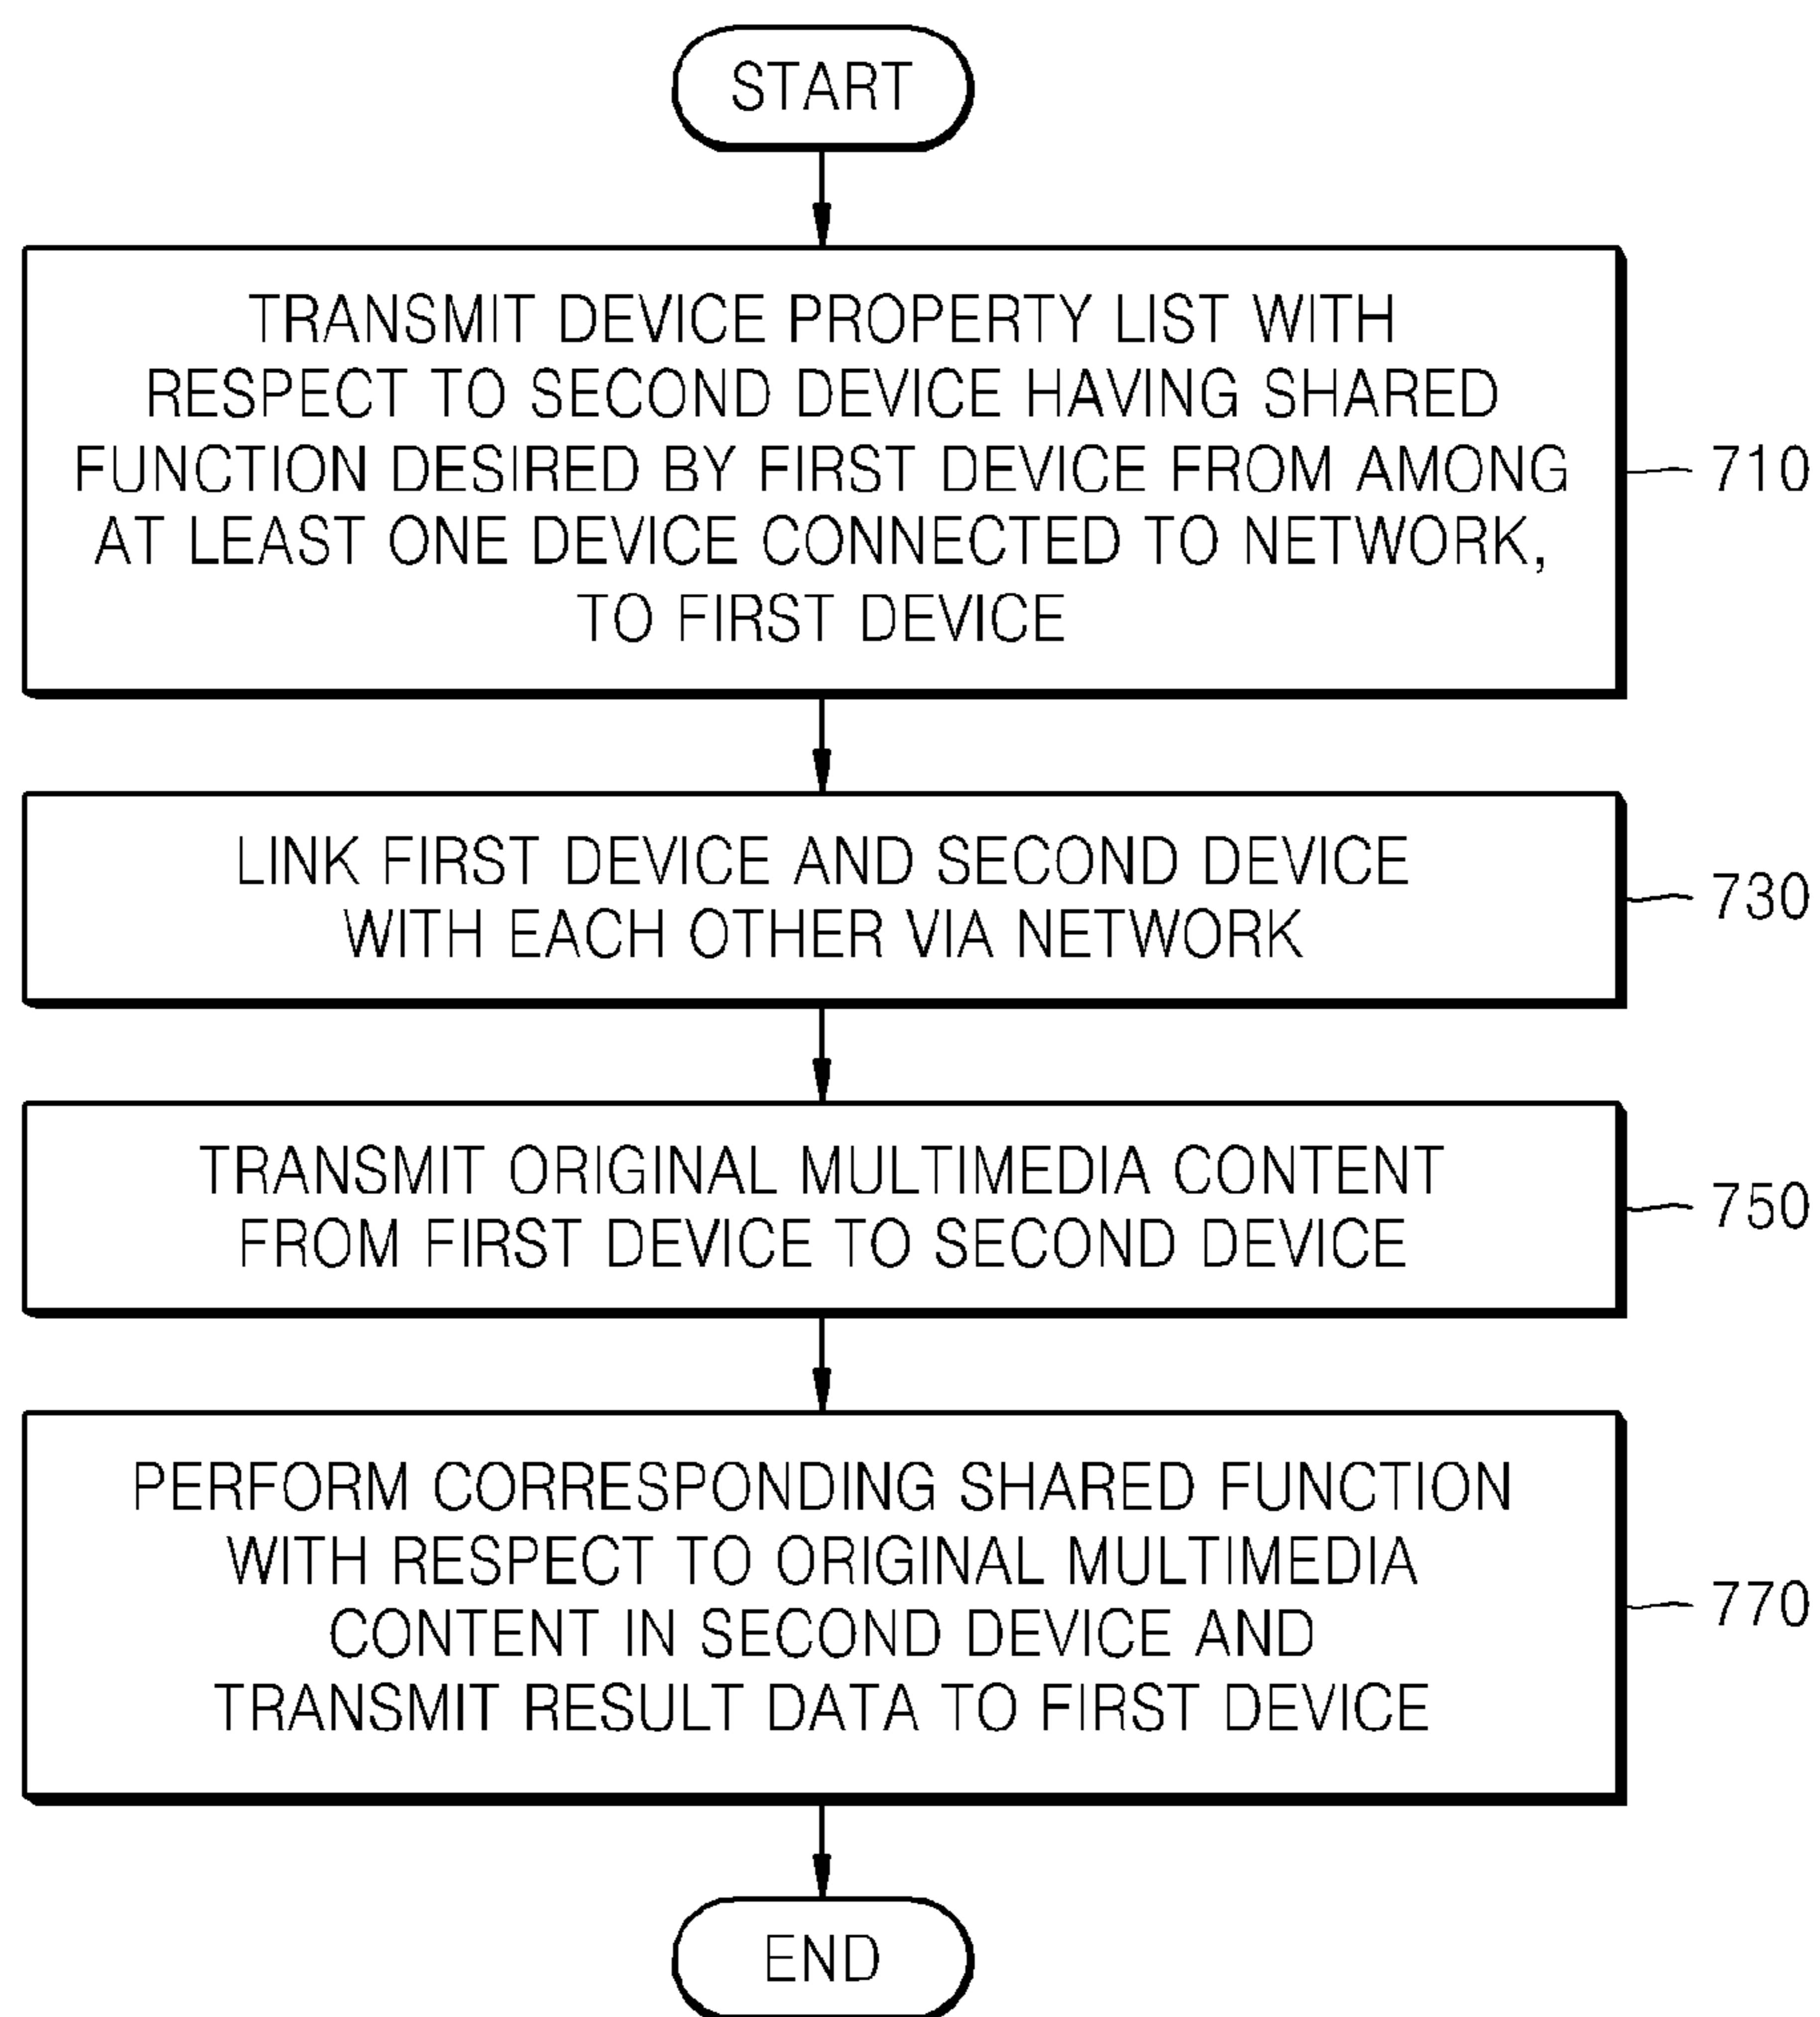 START
TRANSMIT DEVICE PROPERTY LIST WITH
RESPECT TO SECOND DEVICE HAVING SHARED
FUNCTION DESIRED BY FIRST DEVICE FROM AMONG
AT LEAST ONE DEVICE CONNECTED TO NETWORK,
TO FIRST DEVICE
710
LINK FIRST DEVICE AND SECOND DEVICE
WITH EACH OTHER VIA NETWORK
730
TRANSMIT ORIGINAL MULTIMEDIA CONTENT
FROM FIRST DEVICE TO SECOND DEVICE
750
PERFORM CORRESPONDING SHARED FUNCTION
WITH RESPECT TO ORIGINAL MULTIMEDIA
CONTENT IN SECOND DEVICE AND
TRANSMIT RESULT DATA TO FIRST DEVICE
770
END